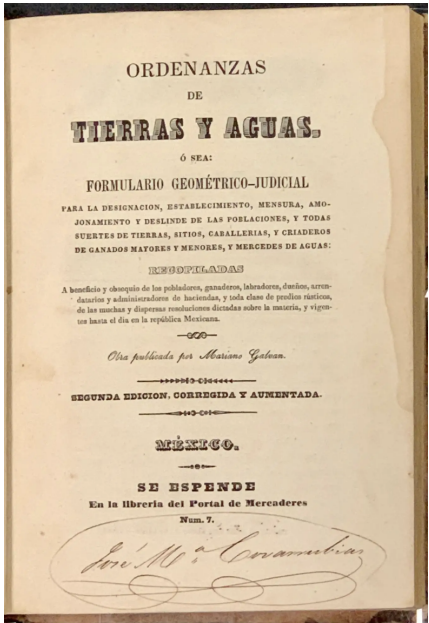 ORDENANZAS
DE
TIERRAS Y AGUAS,
Ó SEA:
FORMULARIO GEOMÉTRICO-JUDICIAL
PARA LA DESIGNACION, ESTABLECIMIENTO, MENSURA, AMO-
JONAMIENTO Y DESLINDE DE LAS POBLACIONES, Y TODAS
SUERTES DE TIERRAS, SITIOS, CABALLERIAS, Y CRIADEROS
DE GANADOS MAYORES Y MENORES, Y MERCEDES DE AGUAS:
RECOPILADAS
A beneficio y obsequio de los pobladores, ganaderos, labradores, dueños, arren-
datarios y administradores de haciendas, y toda clase de predios rústicos,
de las muchas y dispersas resoluciones dictadas sobre la materia, y vigen-
tes hasta el dia en la república Mexicana.
Obra publicada por Mariano Galvan.
SEGUNDA EDICION, CORREGIDA Y AUMENTADA.
MÉXICO.
SE ESPENDE
En la libreria del Portal de Mercaderes
Num. 7.
José Ma. Covarrubias